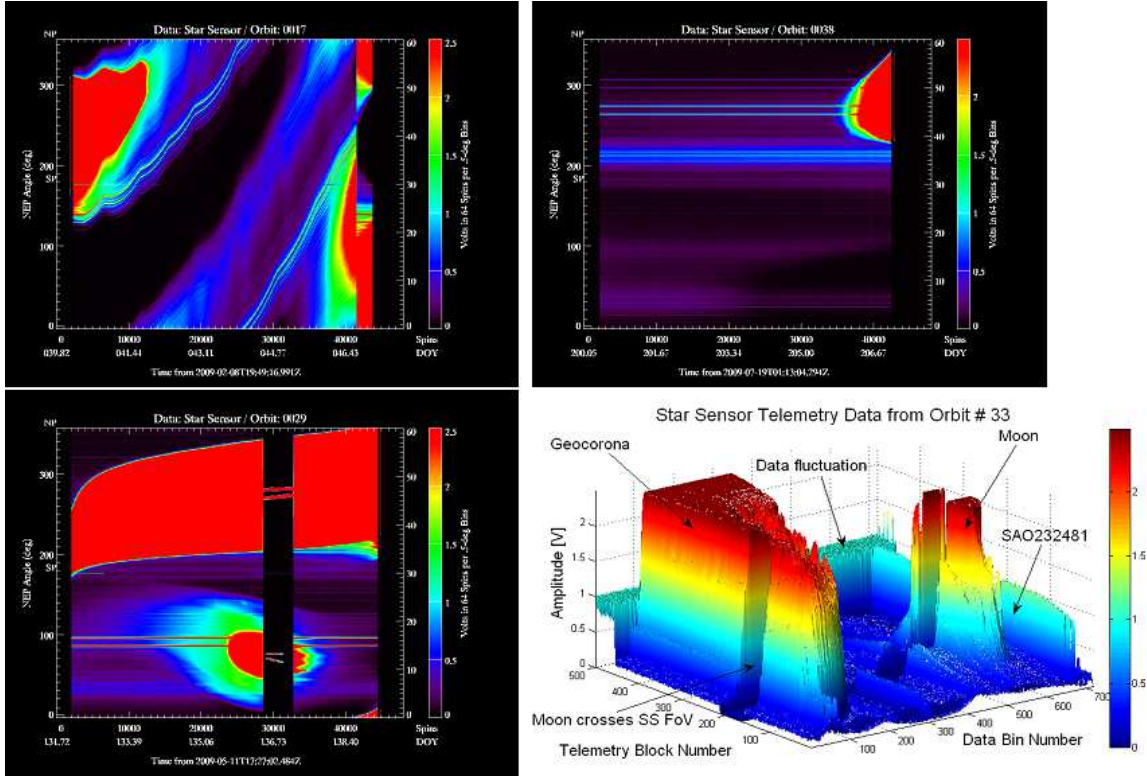 Data: Star Sensor / Orbit: 0017
NP
300
200
SP
100
0
NEP Angle (deg)
60
50
40
30
20
10
0
2.5
2
1.5
1
0.5
0
Volts in 64 Spins per .5-deg Bins
0 10000 20000 30000 40000 Spins
039.82 041.44 043.11 044.77 046.43 DOY
Time from 2009-02-08T19:49:16.991Z
Data: Star Sensor / Orbit: 0038
NP
300
200
SP
100
0
NEP Angle (deg)
60
50
40
30
20
10
0
2
1.5
1
0.5
0
Volts in 64 Spins per .5-deg Bins
0 10000 20000 30000 40000 Spins
200.05 201.67 203.34 205.00 206.67 DOY
Time from 2009-07-19T01:13:04.294Z
Data: Star Sensor / Orbit: 0029
NP
300
200
SP
100
0
NEP Angle (deg)
60
50
40
30
20
10
0
2.5
2
1.5
1
0.5
0
Volts in 64 Spins per .5-deg Bins
0 10000 20000 30000 40000 Spins
131.72 133.39 135.06 136.73 138.40 DOY
Time from 2009-05-11T17:27:02.484Z
Star Sensor Telemetry Data from Orbit # 33
Geocorona
Moon
Data fluctuation
SAO232481
Amplitude [V]
2
1.5
1
0.5
0
500
400
300
200
100
100
200
300
400
500
600
700
Moon crosses SS FoV
Telemetry Block Number
Data Bin Number
2
1.5
1
0.5
0